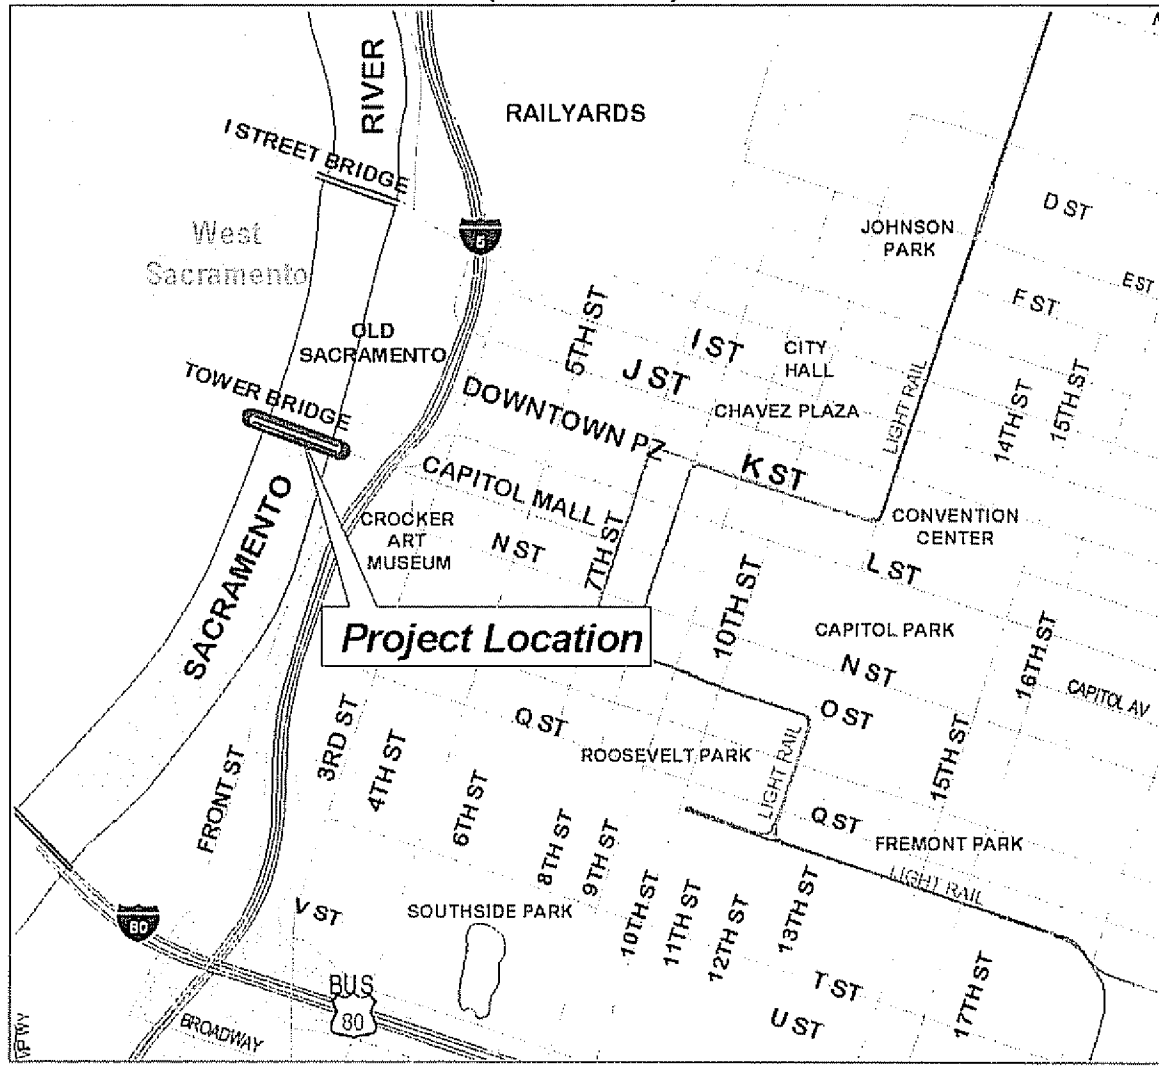 RIVER
RAILYARDS
I STREET BRIDGE
D ST
West
Sacramento
5
JOHNSON
PARK
E ST
F ST
5TH ST
I ST
CITY
HALL
OLD
SACRAMENTO
J ST
TOWER BRIDGE
DOWNTOWN PZ
CHAVEZ PLAZA
LIGHT RAIL
14TH ST
15TH ST
K ST
CAPITOL MALL
SACRAMENTO
CROCKER
ART
MUSEUM
N ST
7TH ST
CONVENTION
CENTER
L ST
10TH ST
Project Location
CAPITOL PARK
16TH ST
N ST
CAPITOL AV
O ST
Q ST
3RD ST
4TH ST
ROOSEVELT PARK
LIGHT RAIL
15TH ST
FRONT ST
6TH ST
Q ST
FREMONT PARK
8TH ST
9TH ST
LIGHT RAIL
V ST
SOUTHSIDE PARK
10TH ST
11TH ST
12TH ST
13TH ST
80
BUS
80
T ST
17TH ST
U ST
BROADWAY